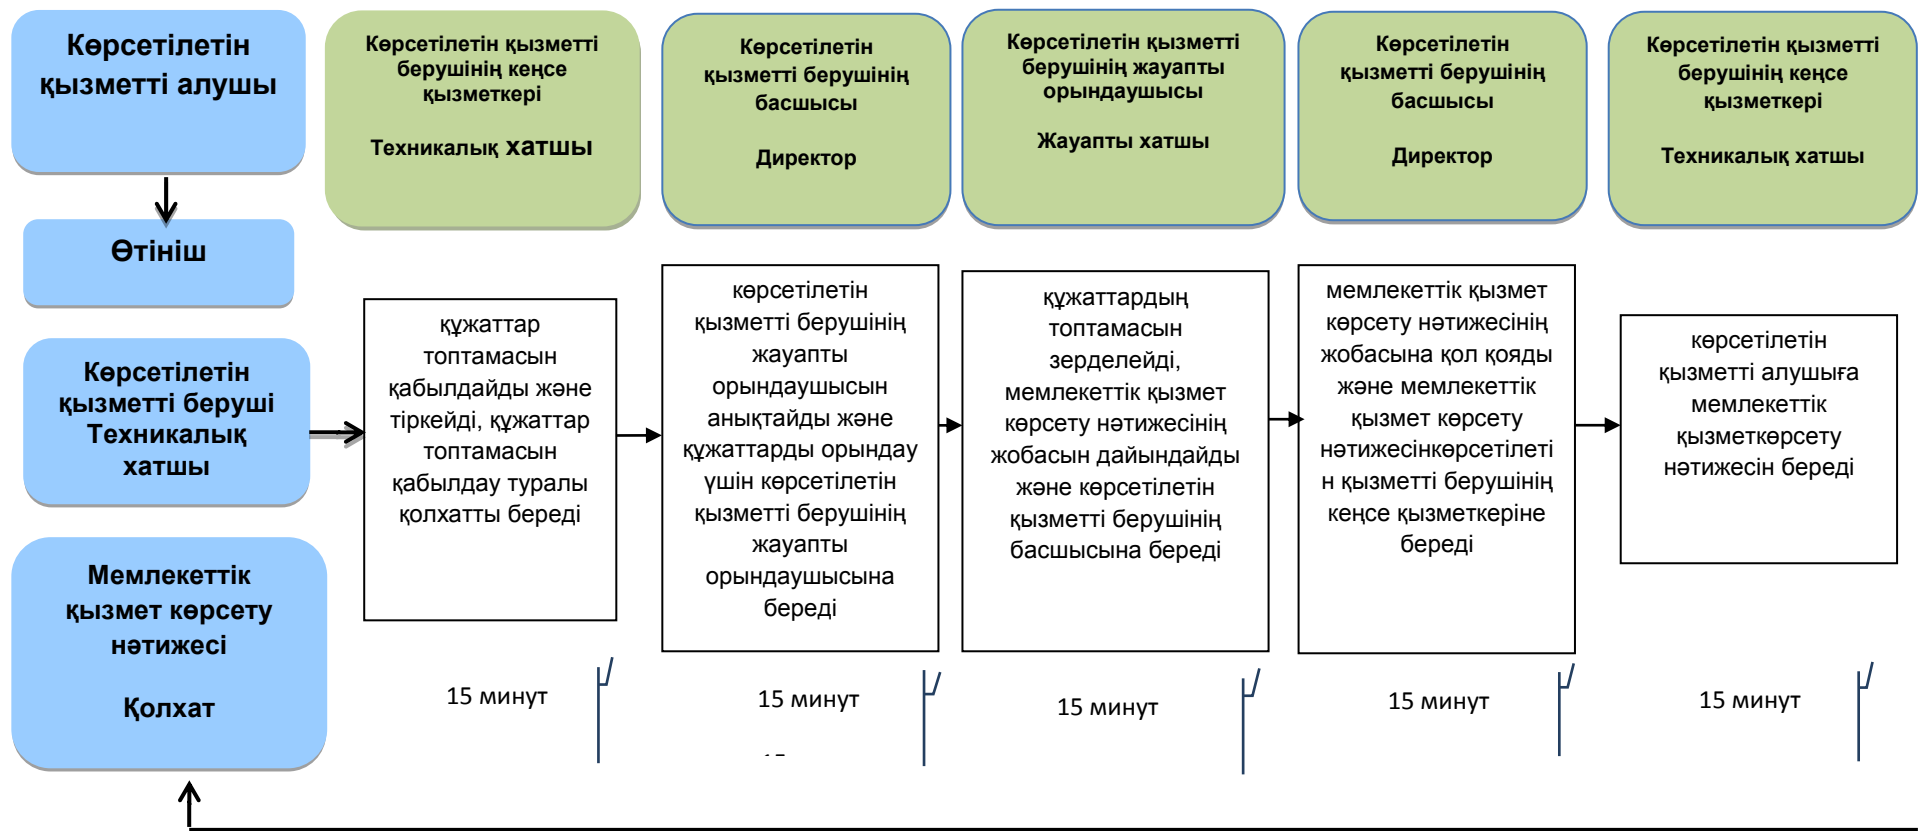 Көрсетілетін
қызметті алушы
Өтініш
Көрсетілетін
қызметті беруші
Техникалық
хатшы
Мемлекеттік
қызмет көрсету
нәтижесі
Қолхат
Көрсетілетін қызметті
берушінің кеңсе
қызметкері
Техникалық хатшы
Көрсетілетін
қызметті берушінің
басшысы
Директор
Көрсетілетін қызметті
берушінің жауапты
орындаушысы
Жауапты хатшы
Көрсетілетін
қызметті берушінің
басшысы
Директор
Көрсетілетін қызметті
берушінің кеңсе
қызметкері
Техникалық хатшы
құжаттар
топтамасын
қабылдайды және
тіркейді, құжаттар
топтамасын
қабылдау туралы
қолхатты береді
көрсетілетін
қызметті берушінің
жауапты
орындаушысын
анықтайды және
құжаттарды орындау
үшін көрсетілетін
қызметті берушінің
жауапты
орындаушысына
береді
құжаттардың
топтамасын
зерделейді,
мемлекеттік қызмет
көрсету нәтижесінің
жобасын дайындайды
және көрсетілетін
қызметті берушінің
басшысына береді
мемлекеттік қызмет
көрсету нәтижесінің
жобасына қол қояды
және мемлекеттік
қызмет көрсету
нәтижесінкөрсетілеті
н қызметті берушінің
кеңсе қызметкеріне
береді
көрсетілетін
қызметті алушыға
мемлекеттік
қызметкөрсету
нәтижесін береді
15 минут
15 минут
15 минут
15 минут
15 минут